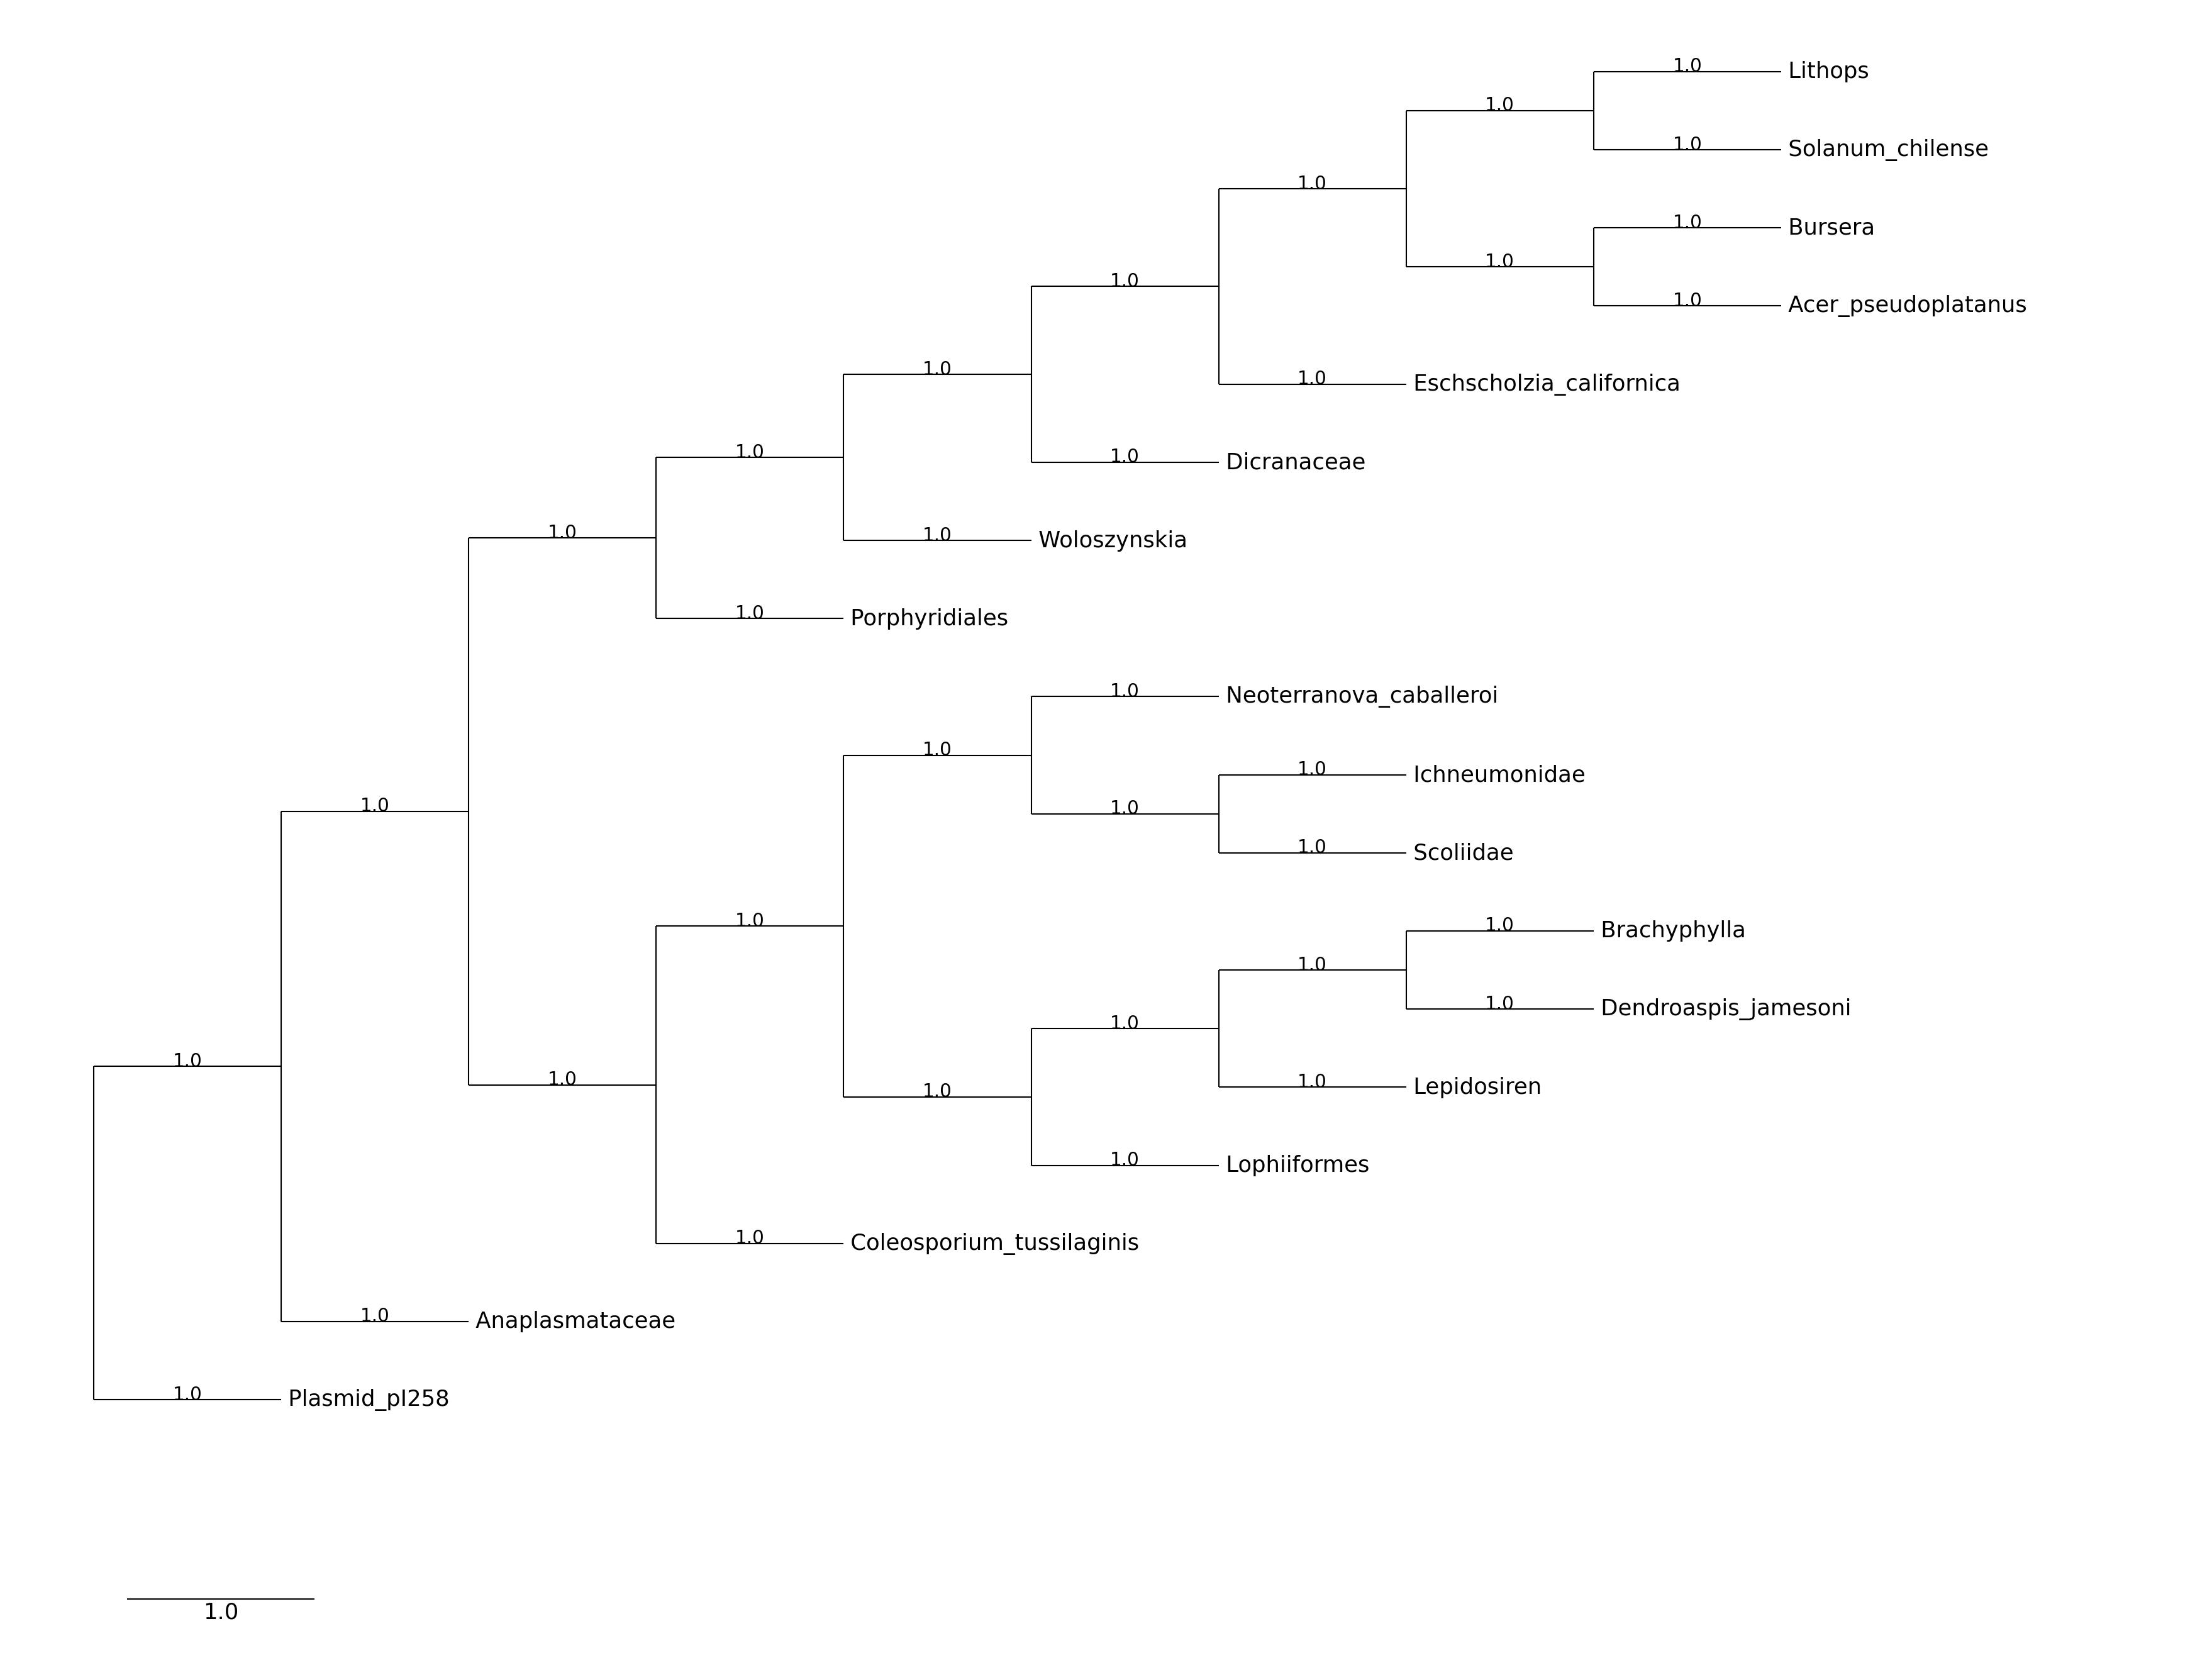 1.0 Lithops
1.0
1.0 Solanum_chilense
1.0
1.0 Bursera
1.0
1.0 Acer_pseudoplatanus
1.0
1.0 Eschscholzia_californica
1.0
1.0 Dicranaceae
1.0
1.0 Woloszynskia
1.0
1.0 Porphyridiales
1.0 Neoterranova_caballeroi
1.0
1.0 Ichneumonidae
1.0
1.0
1.0 Scoliidae
1.0
1.0 Brachyphylla
1.0
1.0 Dendroaspis_jamesoni
1.0
1.0
1.0
1.0 Lepidosiren
1.0
1.0 Lophiiformes
1.0 Coleosporium_tussilaginis
1.0 Anaplasmataceae
1.0 Plasmid_pI258
1.0